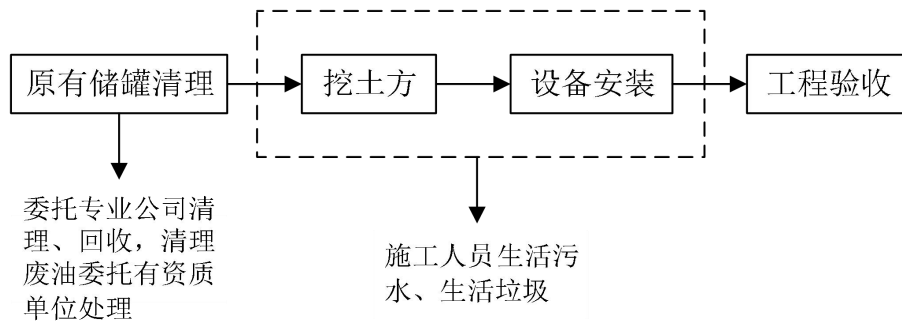 原有储罐清理
挖土方
设备安装
工程验收
委托专业公司清
理、回收，清理
废油委托有资质
单位处理
施工人员生活污
水、生活垃圾